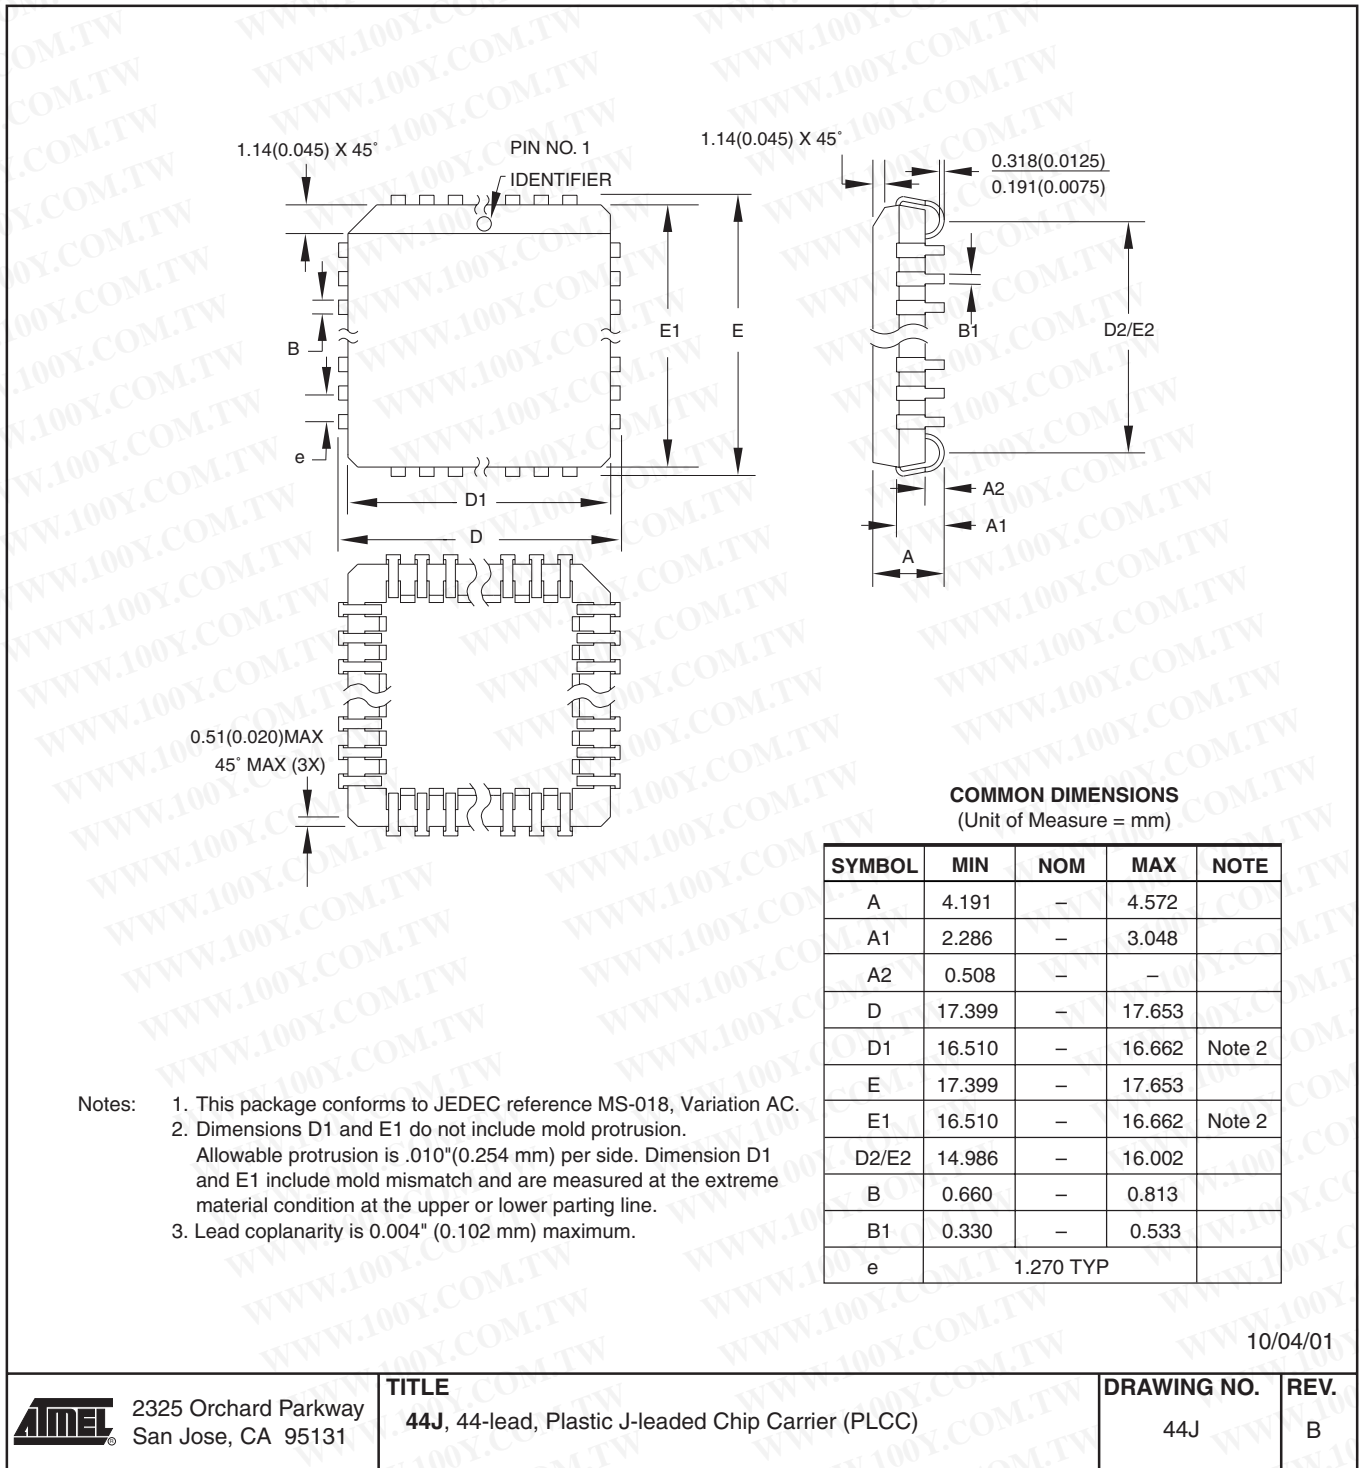 1.14(0.045) X 45˚
PIN NO. 1
IDENTIFIER
1.14(0.045) X 45˚
0.318(0.0125)
0.191(0.0075)
B
e
E1
E
B1
D2/E2
D1
D
A2
A1
A
0.51(0.020)MAX
45˚ MAX (3X)
COMMON DIMENSIONS
(Unit of Measure = mm)
SYMBOL MIN NOM MAX NOTE
A 4.191 – 4.572
A1 2.286 – 3.048
A2 0.508 – –
D 17.399 – 17.653
D1 16.510 – 16.662 Note 2
E 17.399 – 17.653
E1 16.510 – 16.662 Note 2
D2/E2 14.986 – 16.002
B 0.660 – 0.813
B1 0.330 – 0.533
e 1.270 TYP
Notes: 1. This package conforms to JEDEC reference MS-018, Variation AC.
2. Dimensions D1 and E1 do not include mold protrusion.
Allowable protrusion is .010"(0.254 mm) per side. Dimension D1
and E1 include mold mismatch and are measured at the extreme
material condition at the upper or lower parting line.
3. Lead coplanarity is 0.004" (0.102 mm) maximum.
10/04/01
ATMEL ®
2325 Orchard Parkway
San Jose, CA 95131
TITLE
44J, 44-lead, Plastic J-leaded Chip Carrier (PLCC)
DRAWING NO.
44J
REV.
B
WWW.100Y.COM.TW